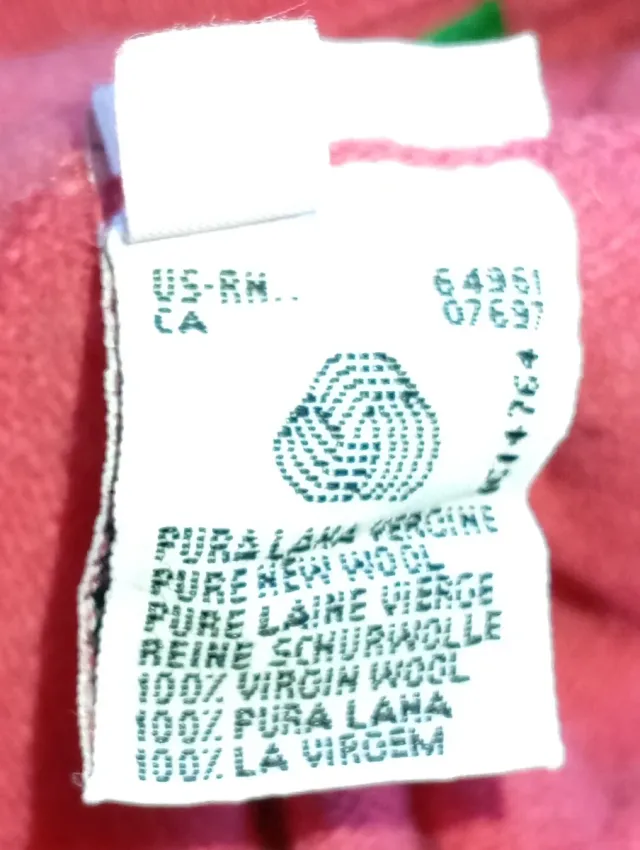 US-RN.. 64961
CA 07697
PURA LANA VERGINE
PURE NEW WOOL
PURE LAINE VIERGE
REINE SCHURWOLLE
100% VIRGIN WOOL
100% PURA LANA
100% LA VIRGEM